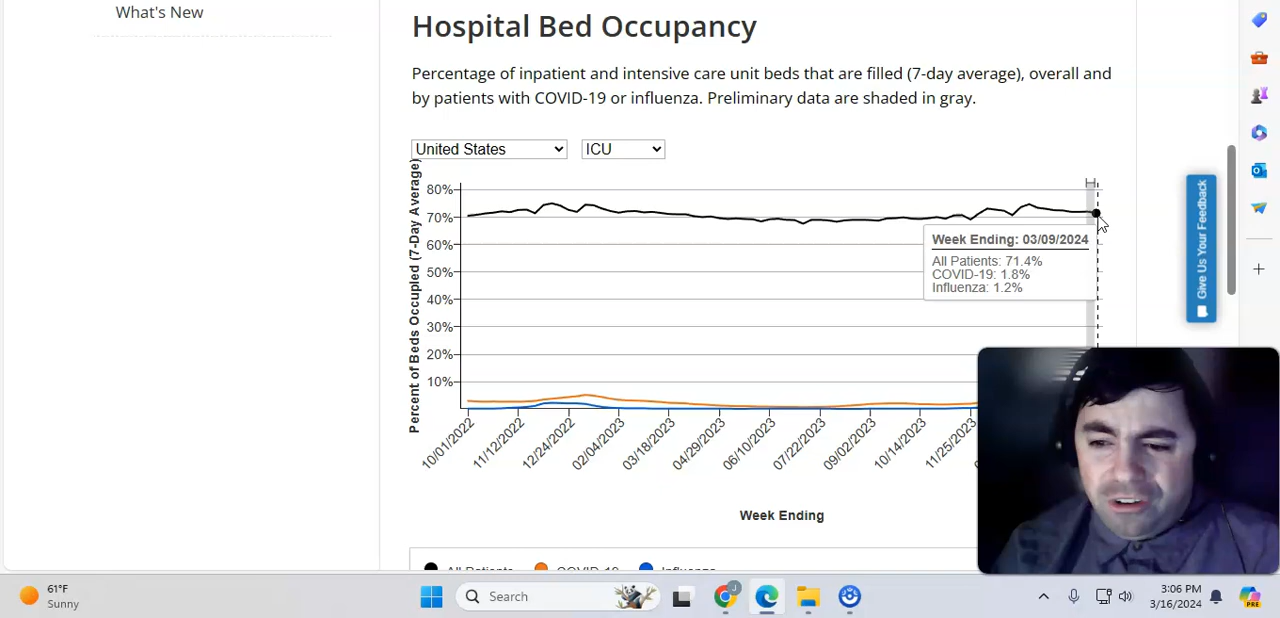 What's New
Hospital Bed Occupancy
Percentage of inpatient and intensive care unit beds that are filled (7-day average), overall and
by patients with COVID-19 or influenza. Preliminary data are shaded in gray.
United States
ICU
Percent of Beds Occupied (7-Day Average)
80%
70%
60%
50%
40%
30%
20%
10%
Week Ending: 03/09/2024
All Patients: 71.4%
COVID-19: 1.8%
Influenza: 1.2%
10/01/2022
11/12/2022
12/24/2022
02/04/2023
03/18/2023
04/29/2023
06/10/2023
07/22/2023
09/02/2023
10/14/2023
11/25/2023
Week Ending
All Patients
COVID-19
Influenza
Give Us Your Feedback
61°F
Sunny
Search
J
3:06 PM
3/16/2024
PRE